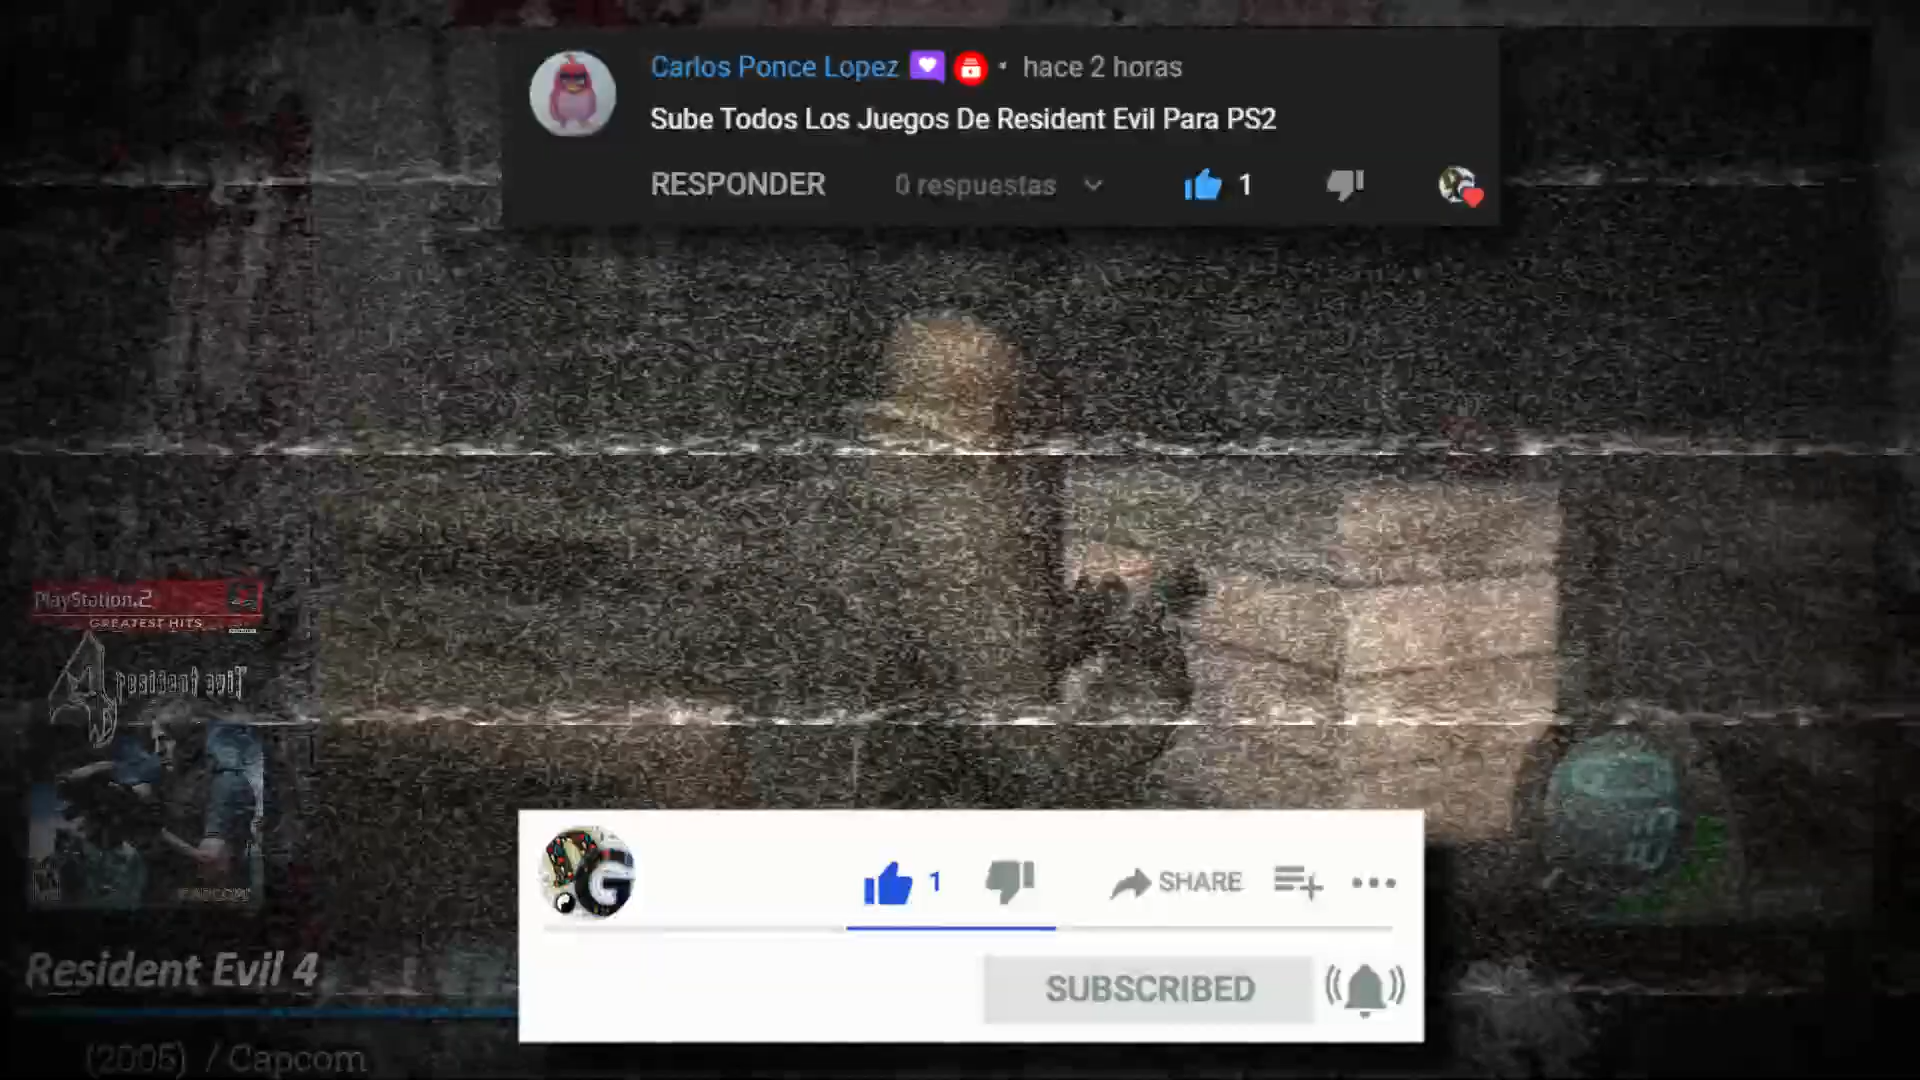 Carlos Ponce Lopez • hace 2 horas
Sube Todos Los Juegos De Resident Evil Para PS2
RESPONDER 0 respuestas 1
PlayStation.2
GREATEST HITS
4 resident evil
CAPCOM
G
1 SHARE
SUBSCRIBED
Resident Evil 4
(2005) / Capcom